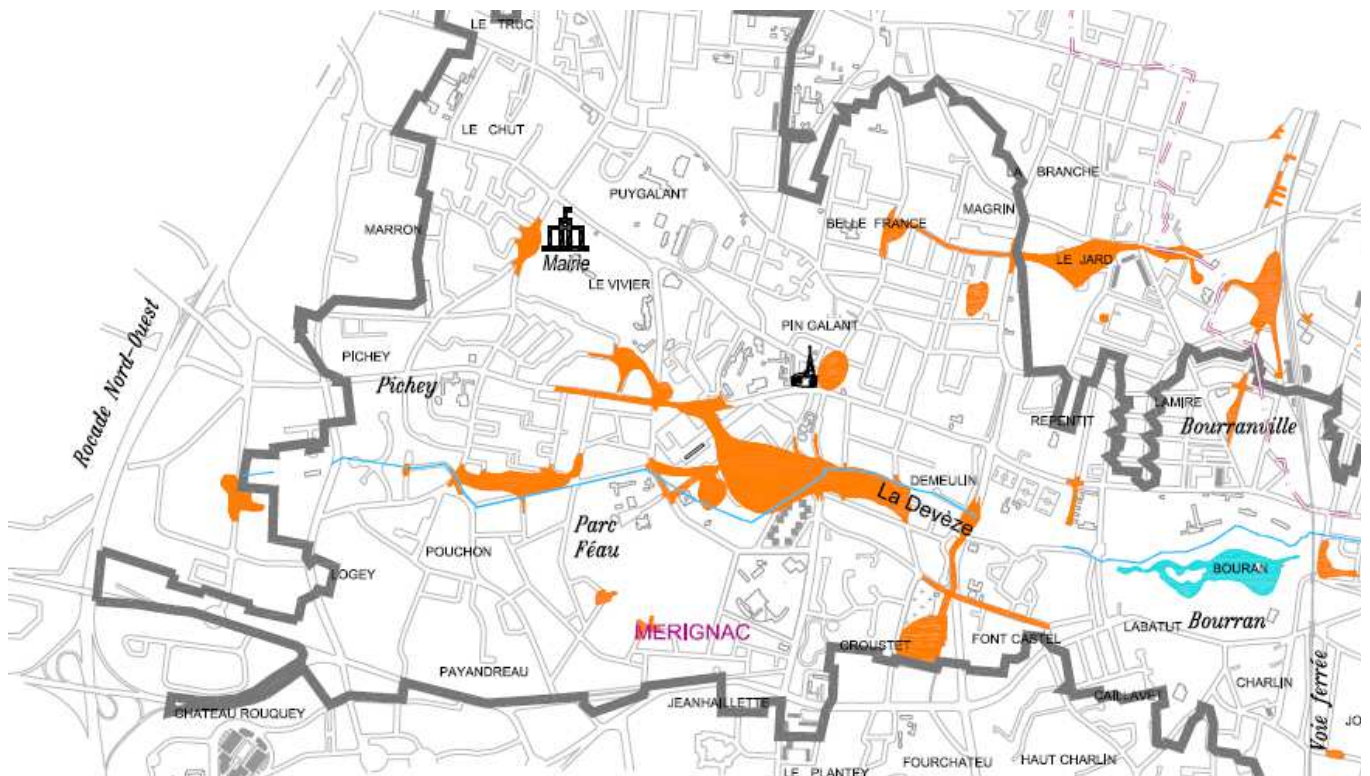 LE TRUC
LE CHUT
PUYGALANT
LA BRANCHE
MAGRIN
BELLE FRANCE
MARRON
Mairie
LE VIVIER
LE JARD
Rocade Nord-Ouest
PIN GALANT
PICHEY
Pichey
LAMIRE
REPENTIT
Bourranville
DEMEULIN
La Devèze
Parc
Féau
POUCHON
LOGEY
BOURAN
Bourran
LABATUT
MERIGNAC
CROUSTET
FONT CASTEL
PAYANDREAU
JEANHAILLETTE
CAILLAVET
CHARLIN
Voie ferrée
CHATEAU ROUQUEY
JO
FOURCHATEU
HAUT CHARLIN
LE PLANTEY